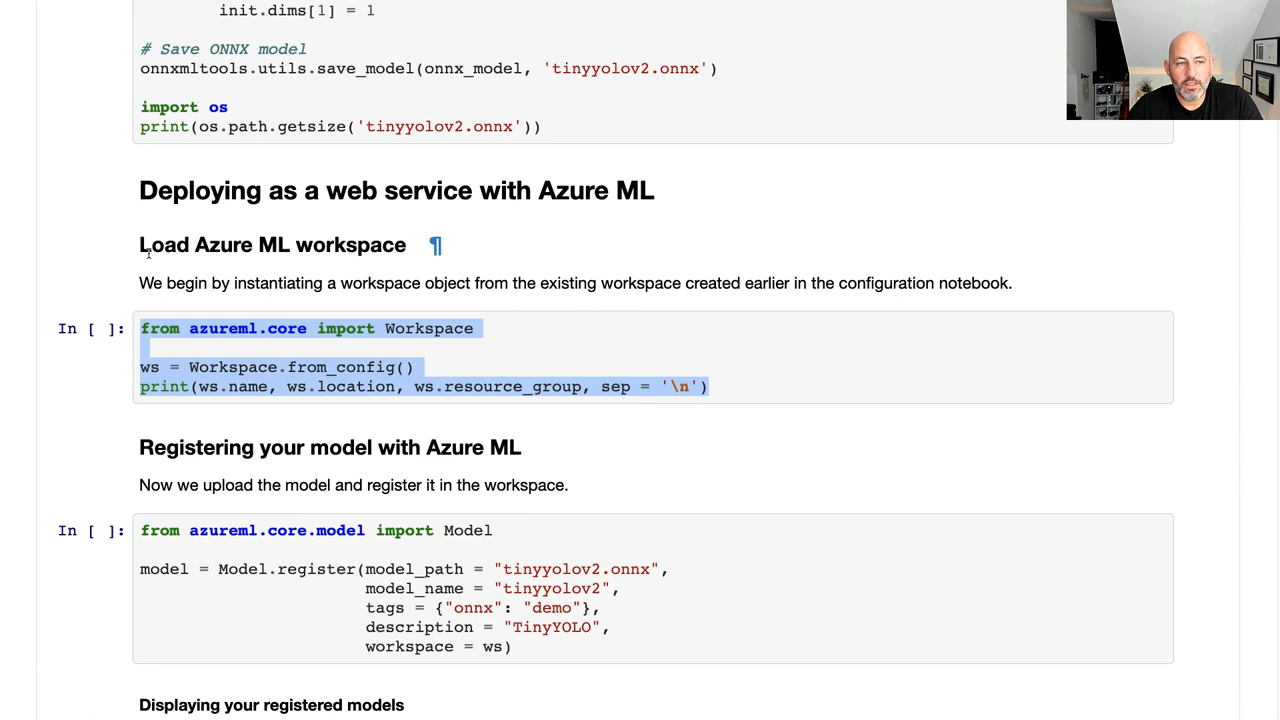 init.dims[1] = 1
# Save ONNX model
onnxmltools.utils.save_model(onnx_model, 'tinyyolov2.onnx')
import os
print(os.path.getsize('tinyyolov2.onnx'))
Deploying as a web service with Azure ML
Load Azure ML workspace ¶
We begin by instantiating a workspace object from the existing workspace created earlier in the configuration notebook.
In [ ]: from azureml.core import Workspace
ws = Workspace.from_config()
print(ws.name, ws.location, ws.resource_group, sep = '\n')
Registering your model with Azure ML
Now we upload the model and register it in the workspace.
In [ ]: from azureml.core.model import Model
model = Model.register(model_path = "tinyyolov2.onnx",
model_name = "tinyyolov2",
tags = {"onnx": "demo"},
description = "TinyYOLO",
workspace = ws)
Displaying your registered models